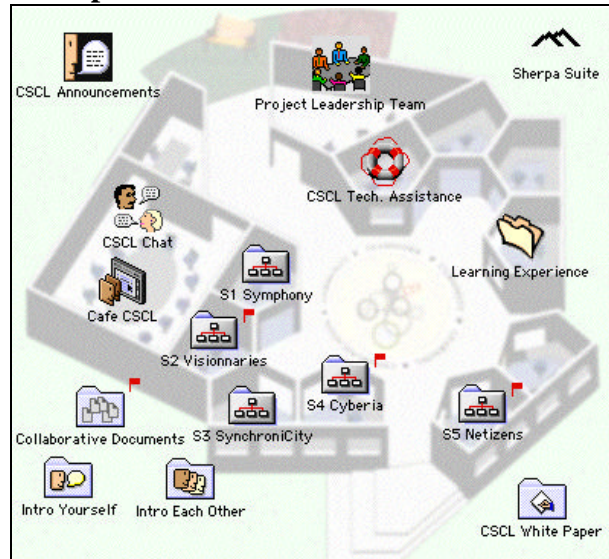 CSCL Announcements
Project Leadership Team
Sherpa Suite
CSCL Tech. Assistance
CSCL Chat
Learning Experience
S1 Symphony
Cafe CSCL
S2 Visionnaries
S4 Cyberia
Collaborative Documents
S3 SynchroniCity
S5 Netizens
Intro Yourself
Intro Each Other
CSCL White Paper